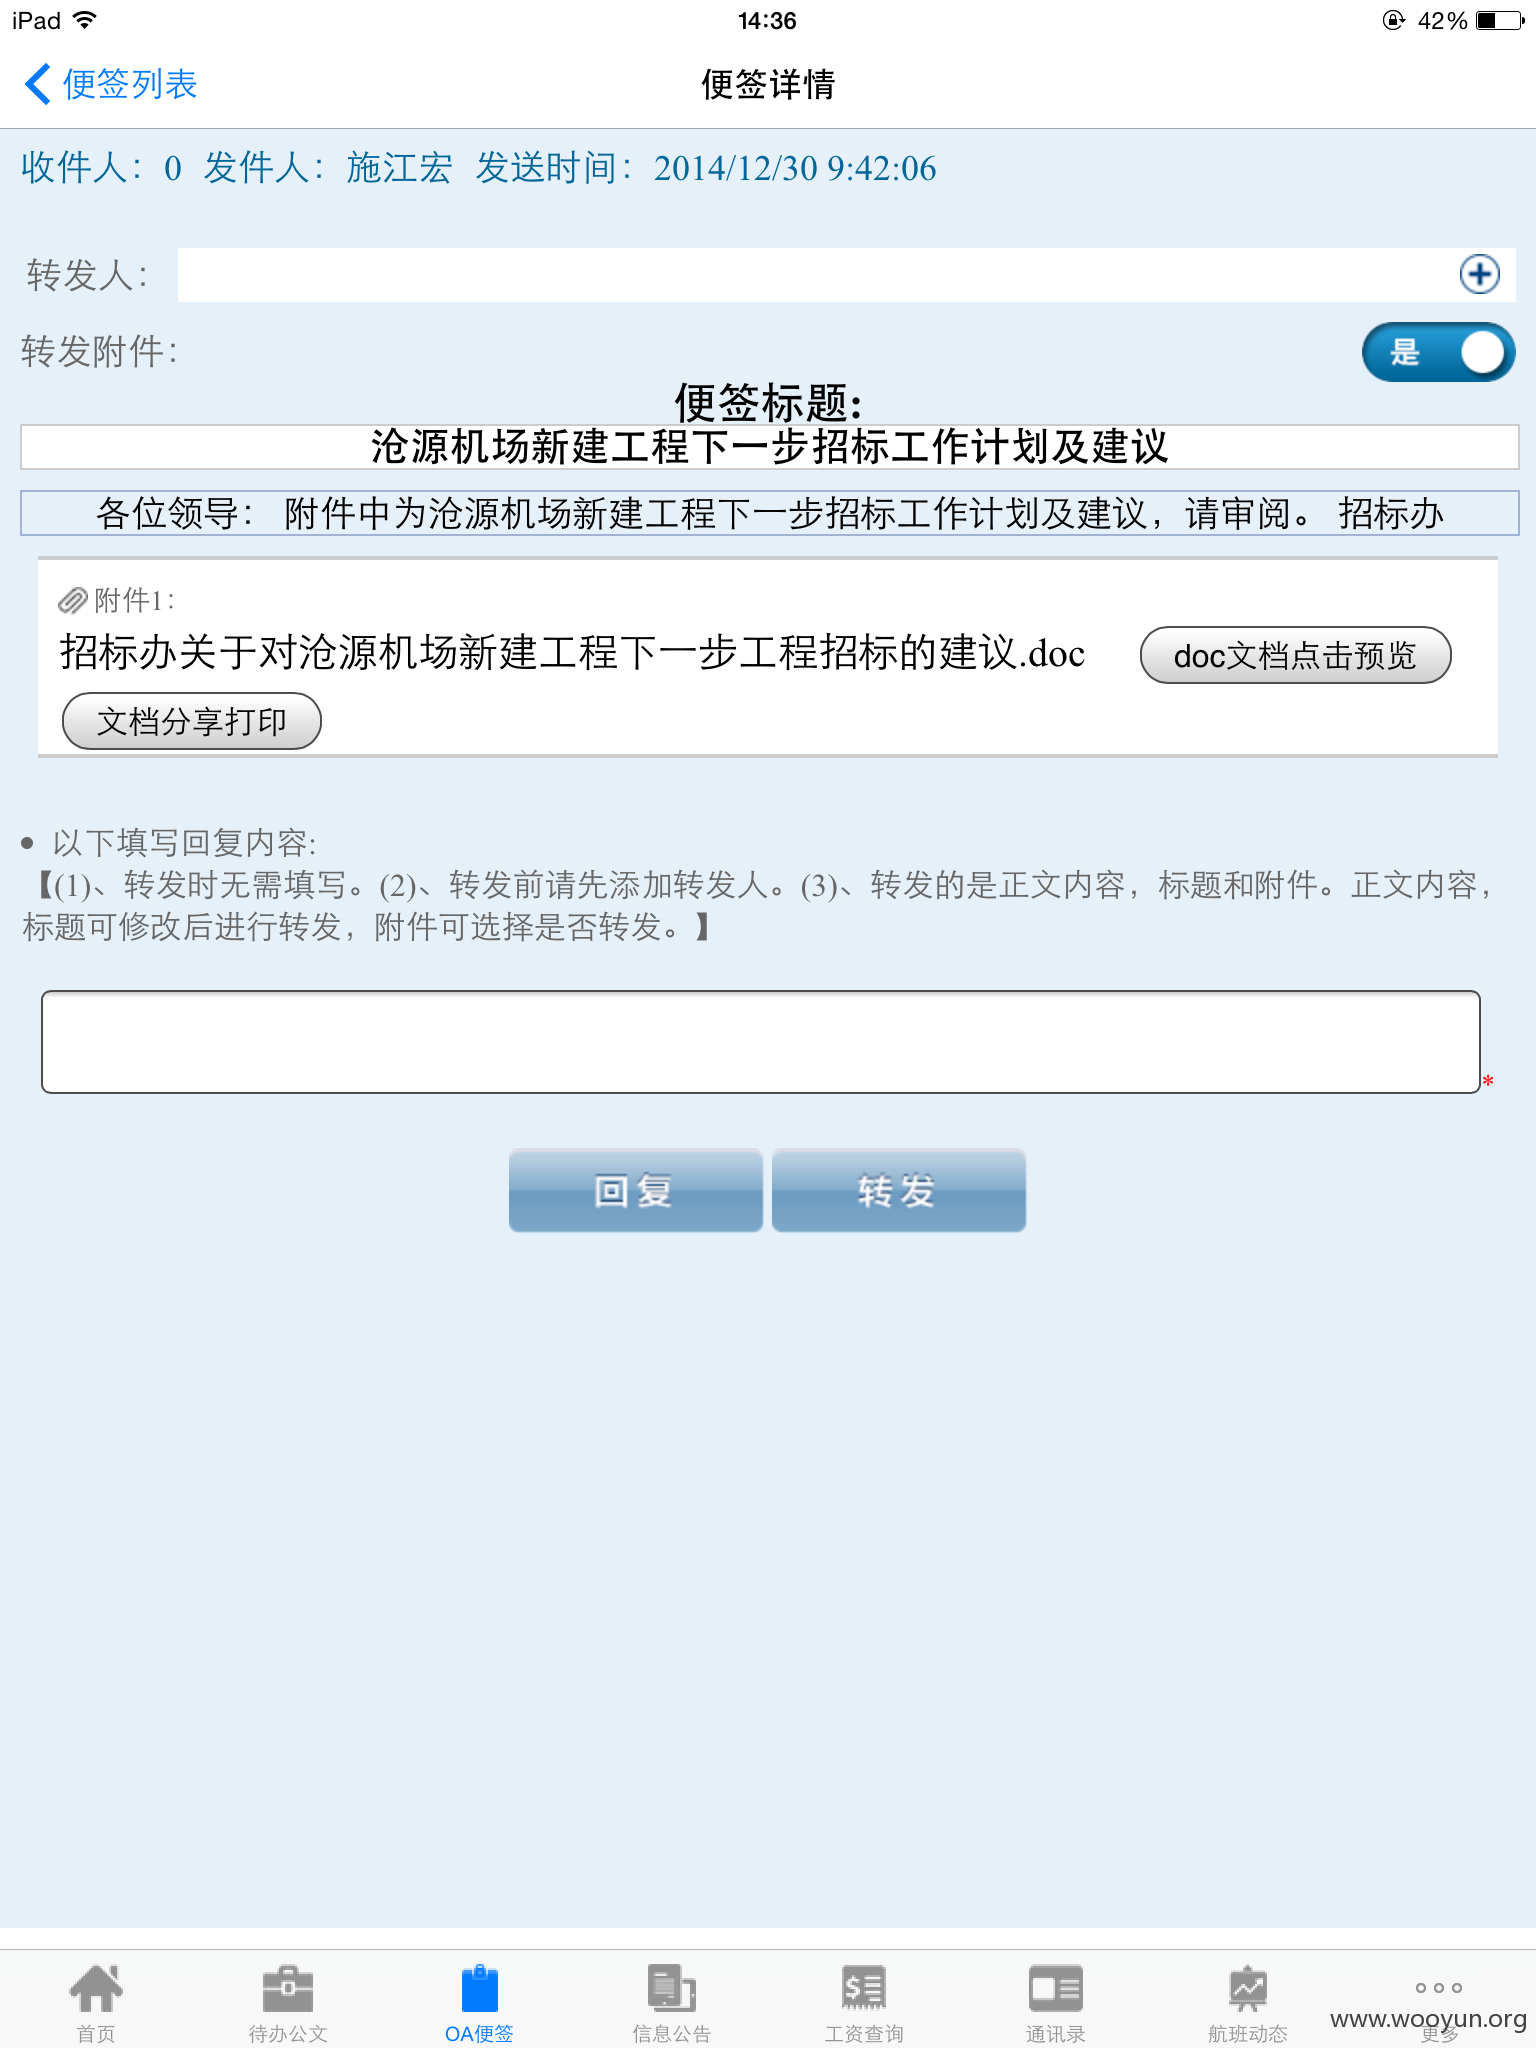 iPad 14:36 42%
便签列表 便签详情
收件人：0 发件人：施江宏 发送时间：2014/12/30 9:42:06
转发人：
转发附件： 是
便签标题:
沧源机场新建工程下一步招标工作计划及建议
各位领导： 附件中为沧源机场新建工程下一步招标工作计划及建议，请审阅。 招标办
附件1：
招标办关于对沧源机场新建工程下一步工程招标的建议.doc doc文档点击预览
文档分享打印
• 以下填写回复内容:
【(1)、转发时无需填写。(2)、转发前请先添加转发人。(3)、转发的是正文内容，标题和附件。正文内容，
标题可修改后进行转发，附件可选择是否转发。】
*
回复 转发
首页 待办公文 OA便签 信息公告 工资查询 通讯录 航班动态 更多
www.wooyun.org